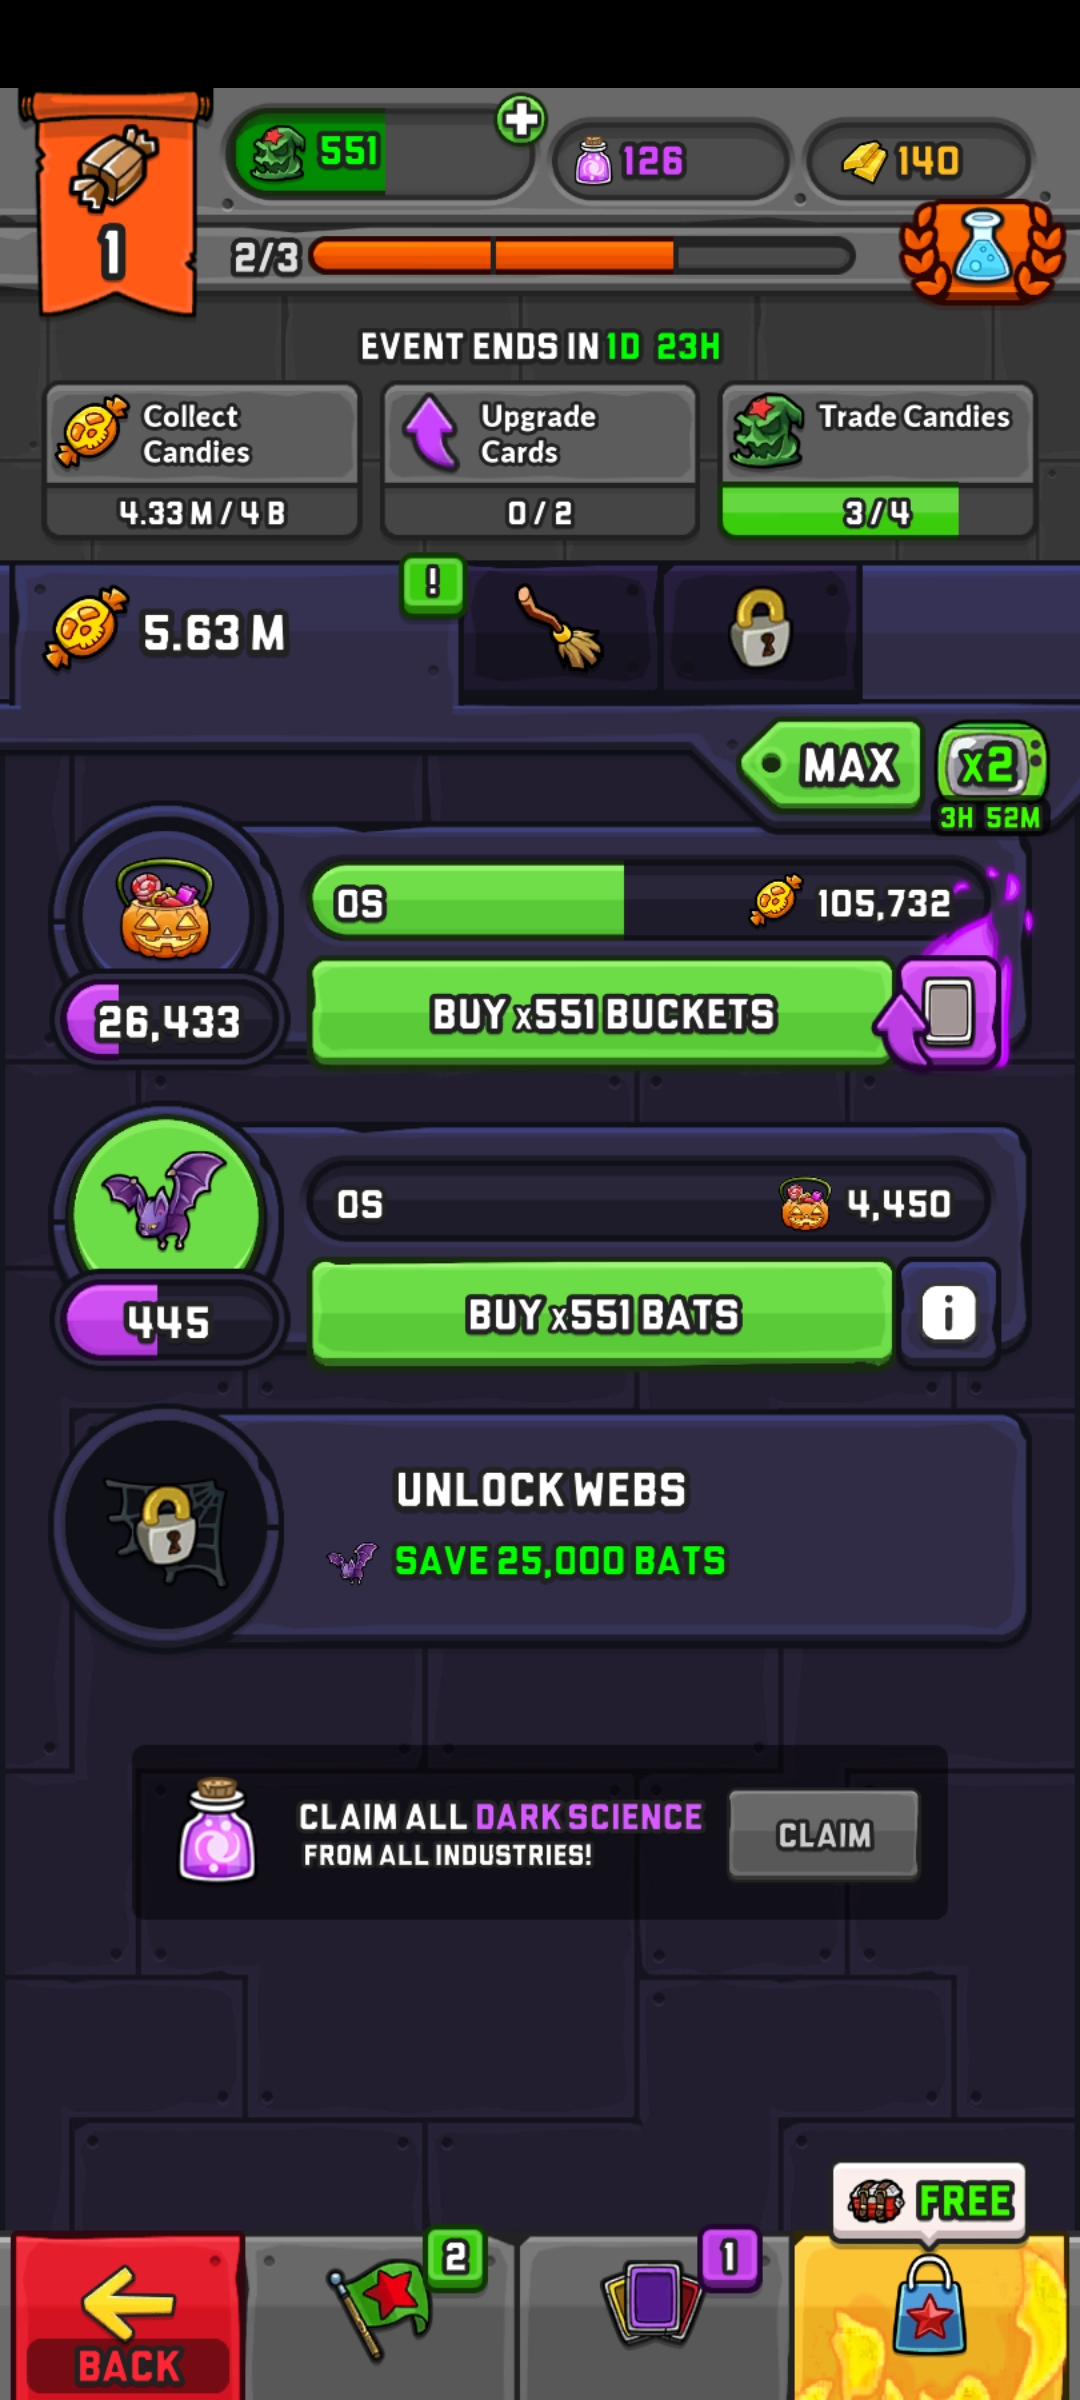 551
126
140
1
2/3
EVENT ENDS IN 1D 23H
Collect
Candies
4.33 M / 4 B
Upgrade
Cards
0 / 2
Trade Candies
3 / 4
5.63 M
!
MAX
x2
3H 52M
0S
105,732
26,433
BUY x551 BUCKETS
0S
4,450
445
BUY x551 BATS
i
UNLOCK WEBS
SAVE 25,000 BATS
CLAIM ALL DARK SCIENCE
FROM ALL INDUSTRIES!
CLAIM
FREE
BACK
2
1